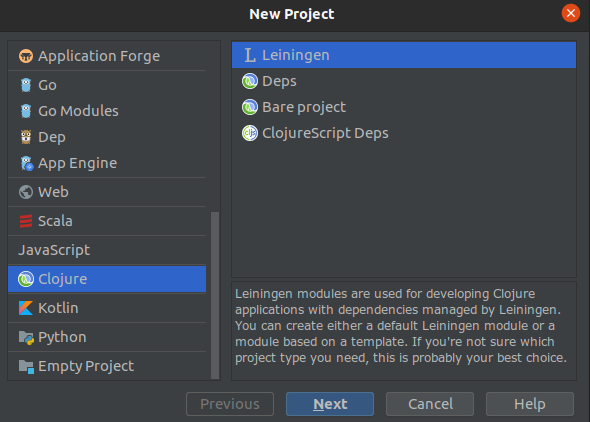 New Project
Application Forge
Go
Go Modules
Dep
App Engine
Web
Scala
JavaScript
Clojure
Kotlin
Python
Empty Project
Leiningen
Deps
Bare project
ClojureScript Deps
Leiningen modules are used for developing Clojure
applications with dependencies managed by Leiningen.
You can create either a default Leiningen module or a
module based on a template. If you're not sure which
project type you need, this is probably your best choice.
Previous
Next
Cancel
Help